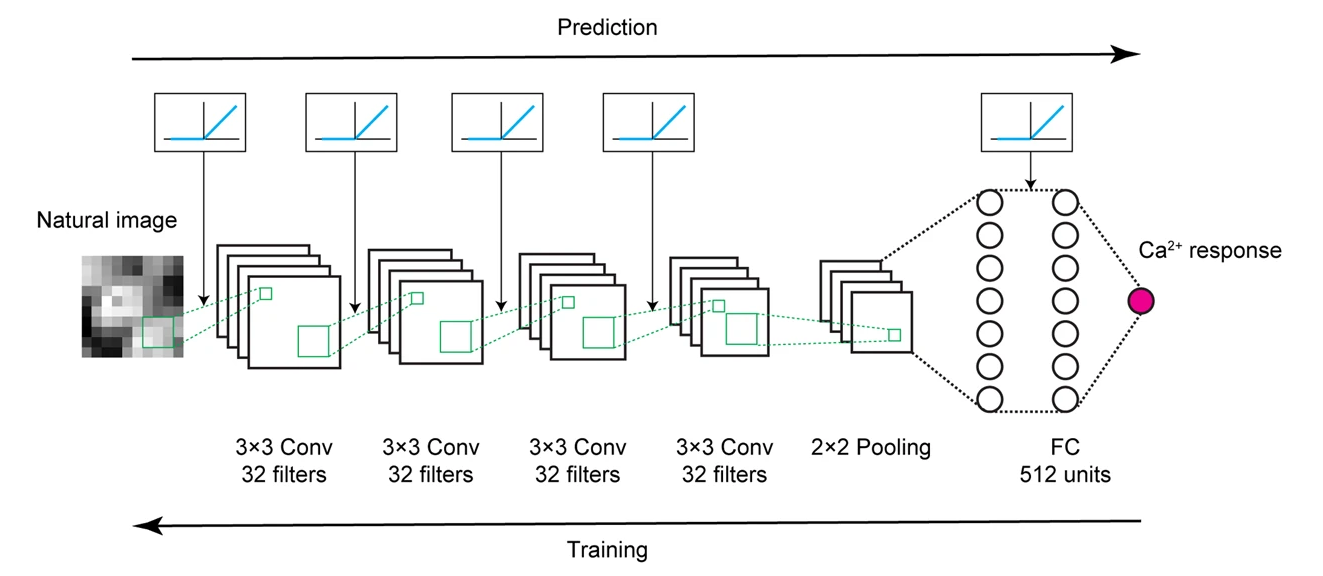 Prediction
Natural image
Ca²⁺ response
3×3 Conv
32 filters
3×3 Conv
32 filters
3×3 Conv
32 filters
3×3 Conv
32 filters
2×2 Pooling
FC
512 units
Training